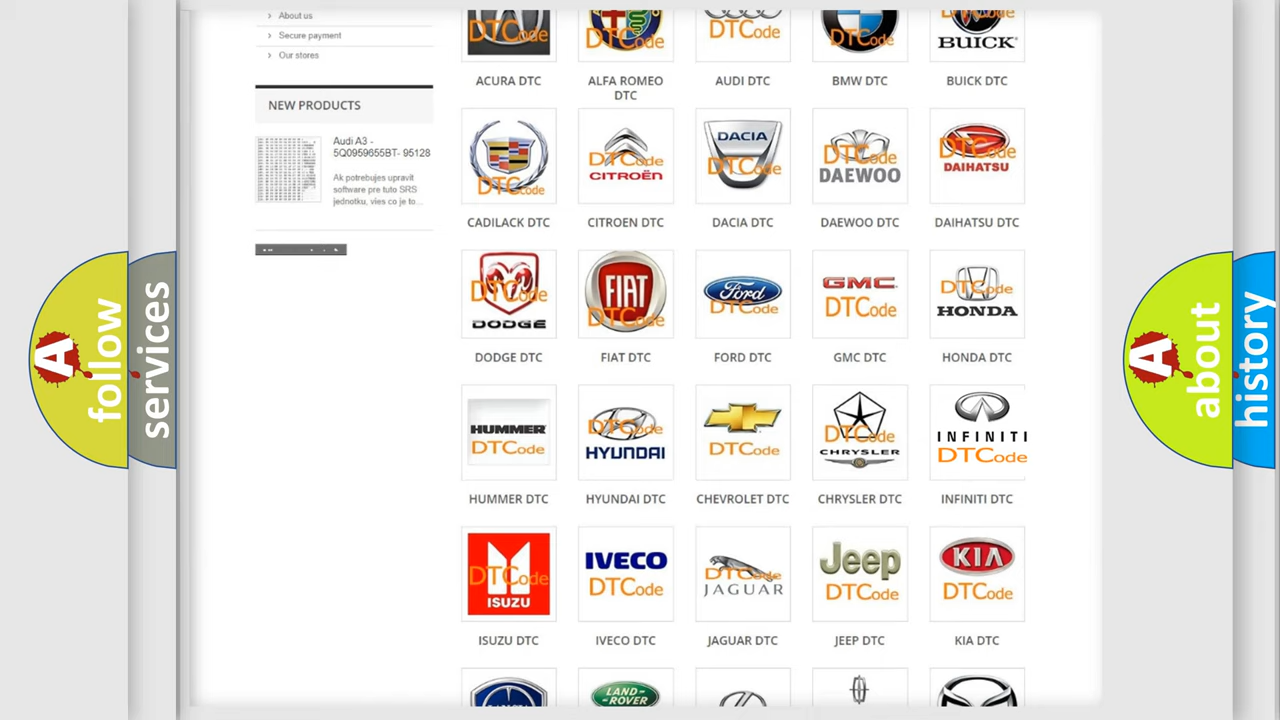 About us
Secure payment
Our stores
NEW PRODUCTS
Audi A3 -
5Q0959655BT- 95128
Ak potrebujes upravit
software pre tuto SRS
jednotku, vies co je to...
DTCode DTCode DTCode DTCode DTCode
BUICK
ACURA DTC ALFA ROMEO DTC AUDI DTC BMW DTC BUICK DTC
DTCode
DTCode CITROËN
DACIA DTCode
DTCode DAEWOO
DTCode DAIHATSU
CADILACK DTC CITROEN DTC DACIA DTC DAEWOO DTC DAIHATSU DTC
DTCode DODGE
FIAT DTCode
Ford DTCode
GMC DTCode
DTCode HONDA
DODGE DTC FIAT DTC FORD DTC GMC DTC HONDA DTC
HUMMER DTCode
DTCode HYUNDAI
DTCode
DTCode CHRYSLER
INFINITI DTCode
HUMMER DTC HYUNDAI DTC CHEVROLET DTC CHRYSLER DTC INFINITI DTC
DTCode ISUZU
IVECO DTCode
DTCode JAGUAR
Jeep DTCode
KIA DTCode
ISUZU DTC IVECO DTC JAGUAR DTC JEEP DTC KIA DTC
LAND-
ROVER
A follow
services
A about
history